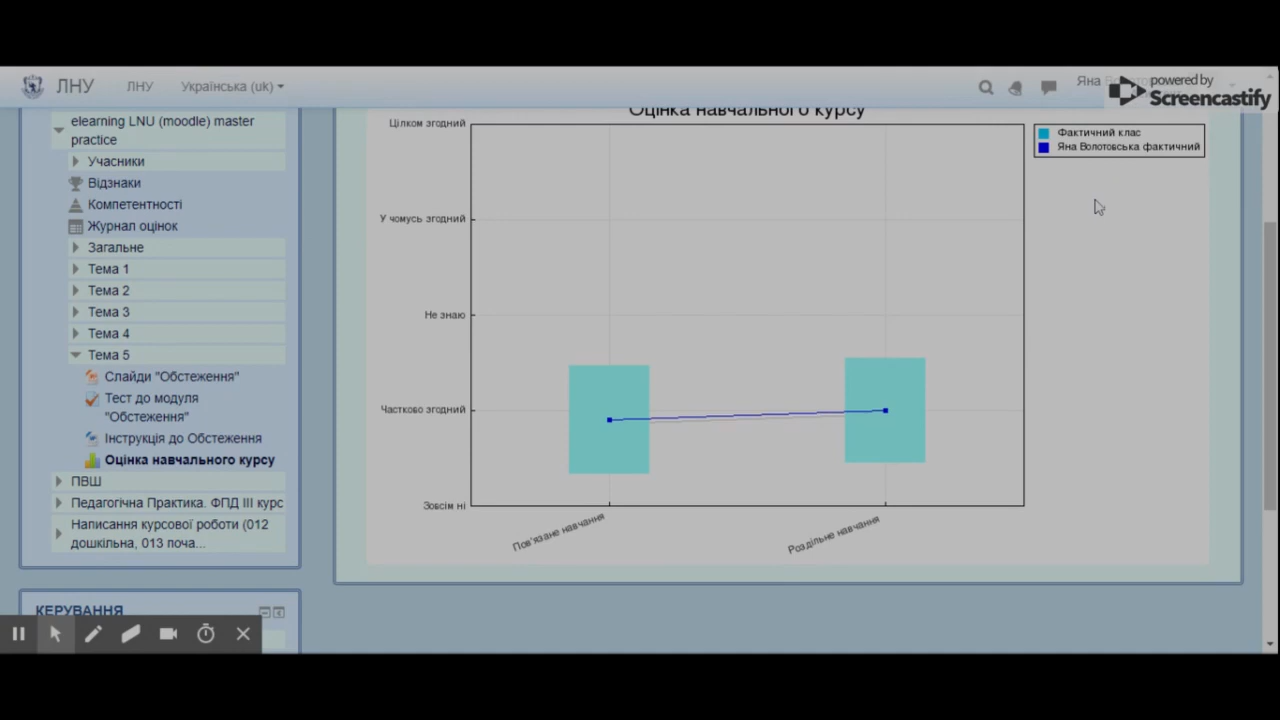 ЛНУ
ЛНУ
Українська (uk)
Яна
powered by
Screencastify
elearning LNU (moodle) master
practice
Учасники
Відзнаки
Компетентності
Журнал оцінок
Загальне
Тема 1
Тема 2
Тема 3
Тема 4
Тема 5
Слайди "Обстеження"
Тест до модуля
"Обстеження"
Інструкція до Обстеження
Оцінка навчального курсу
ПВШ
Педагогічна Практика. ФПД ІІІ курс
Написання курсової роботи (012
дошкільна, 013 поча...
КЕРУВАННЯ
Оцінка навчального курсу
Цілком згодний
У чомусь згодний
Не знаю
Частково згодний
Зовсім ні
Пов'язане навчання
Роздільне навчання
Фактичний клас
Яна Волотовська фактичний